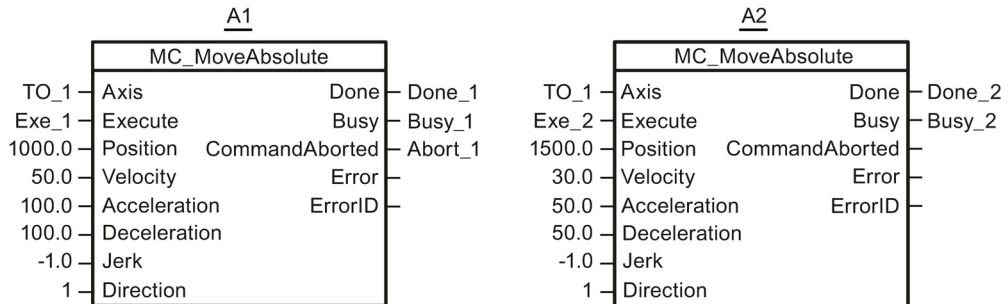 A1 A2
MC_MoveAbsolute MC_MoveAbsolute
TO_1 Axis Done Done_1 TO_1 Axis Done Done_2
Exe_1 Execute Busy Busy_1 Exe_2 Execute Busy Busy_2
1000.0 Position CommandAborted Abort_1 1500.0 Position CommandAborted
50.0 Velocity Error 30.0 Velocity Error
100.0 Acceleration ErrorID 50.0 Acceleration ErrorID
100.0 Deceleration 50.0 Deceleration
-1.0 Jerk -1.0 Jerk
1 Direction 1 Direction